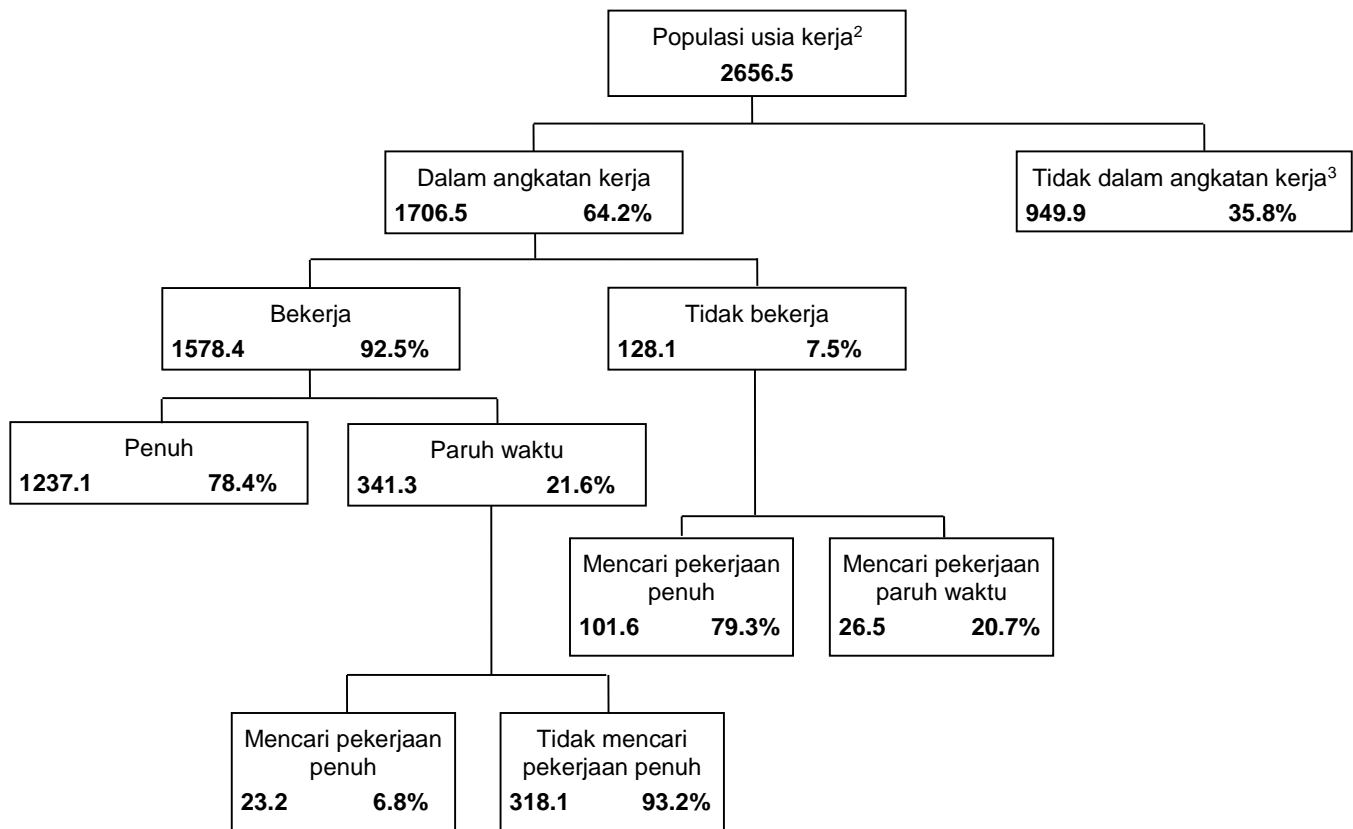 Populasi usia kerja²
2656.5
Dalam angkatan kerja
1706.5 64.2%
Tidak dalam angkatan kerja³
949.9 35.8%
Bekerja
1578.4 92.5%
Tidak bekerja
128.1 7.5%
Penuh
1237.1 78.4%
Paruh waktu
341.3 21.6%
Mencari pekerjaan
penuh
101.6 79.3%
Mencari pekerjaan
paruh waktu
26.5 20.7%
Mencari pekerjaan
penuh
23.2 6.8%
Tidak mencari
pekerjaan penuh
318.1 93.2%